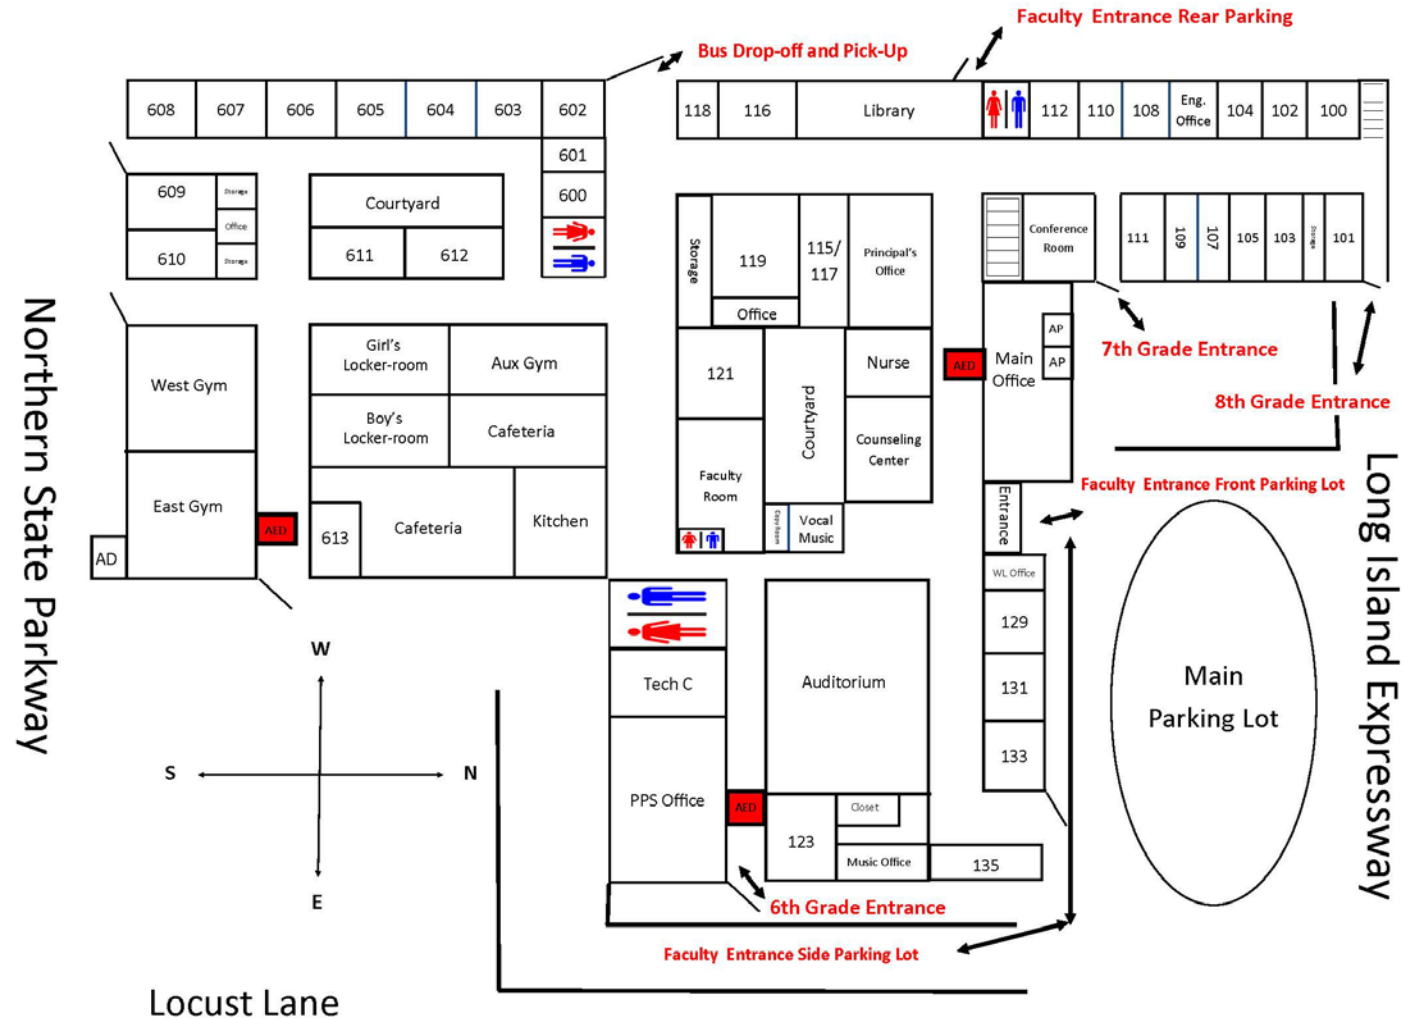 Faculty Entrance Rear Parking
Bus Drop-off and Pick-Up
608
607
606
605
604
603
602
118
116
Library
112
110
108
Eng.
Office
104
102
100
601
600
609
Storage
Office
610
Storage
Courtyard
611
612
Storage
119
Office
115/
117
Principal's
Office
Conference
Room
111
109
107
105
103
Storage
101
7th Grade Entrance
8th Grade Entrance
Northern State Parkway
West Gym
East Gym
AED
AD
Girl's
Locker-room
Aux Gym
Boy's
Locker-room
Cafeteria
613
Cafeteria
Kitchen
121
Faculty
Room
Courtyard
Nurse
Counseling
Center
Copy Room
Vocal
Music
AED
Main
Office
AP
AP
Faculty Entrance Front Parking Lot
Entrance
WL Office
129
131
133
Main
Parking Lot
Long Island Expressway
W
S
N
E
Tech C
PPS Office
AED
Auditorium
123
Closet
Music Office
135
6th Grade Entrance
Faculty Entrance Side Parking Lot
Locust Lane